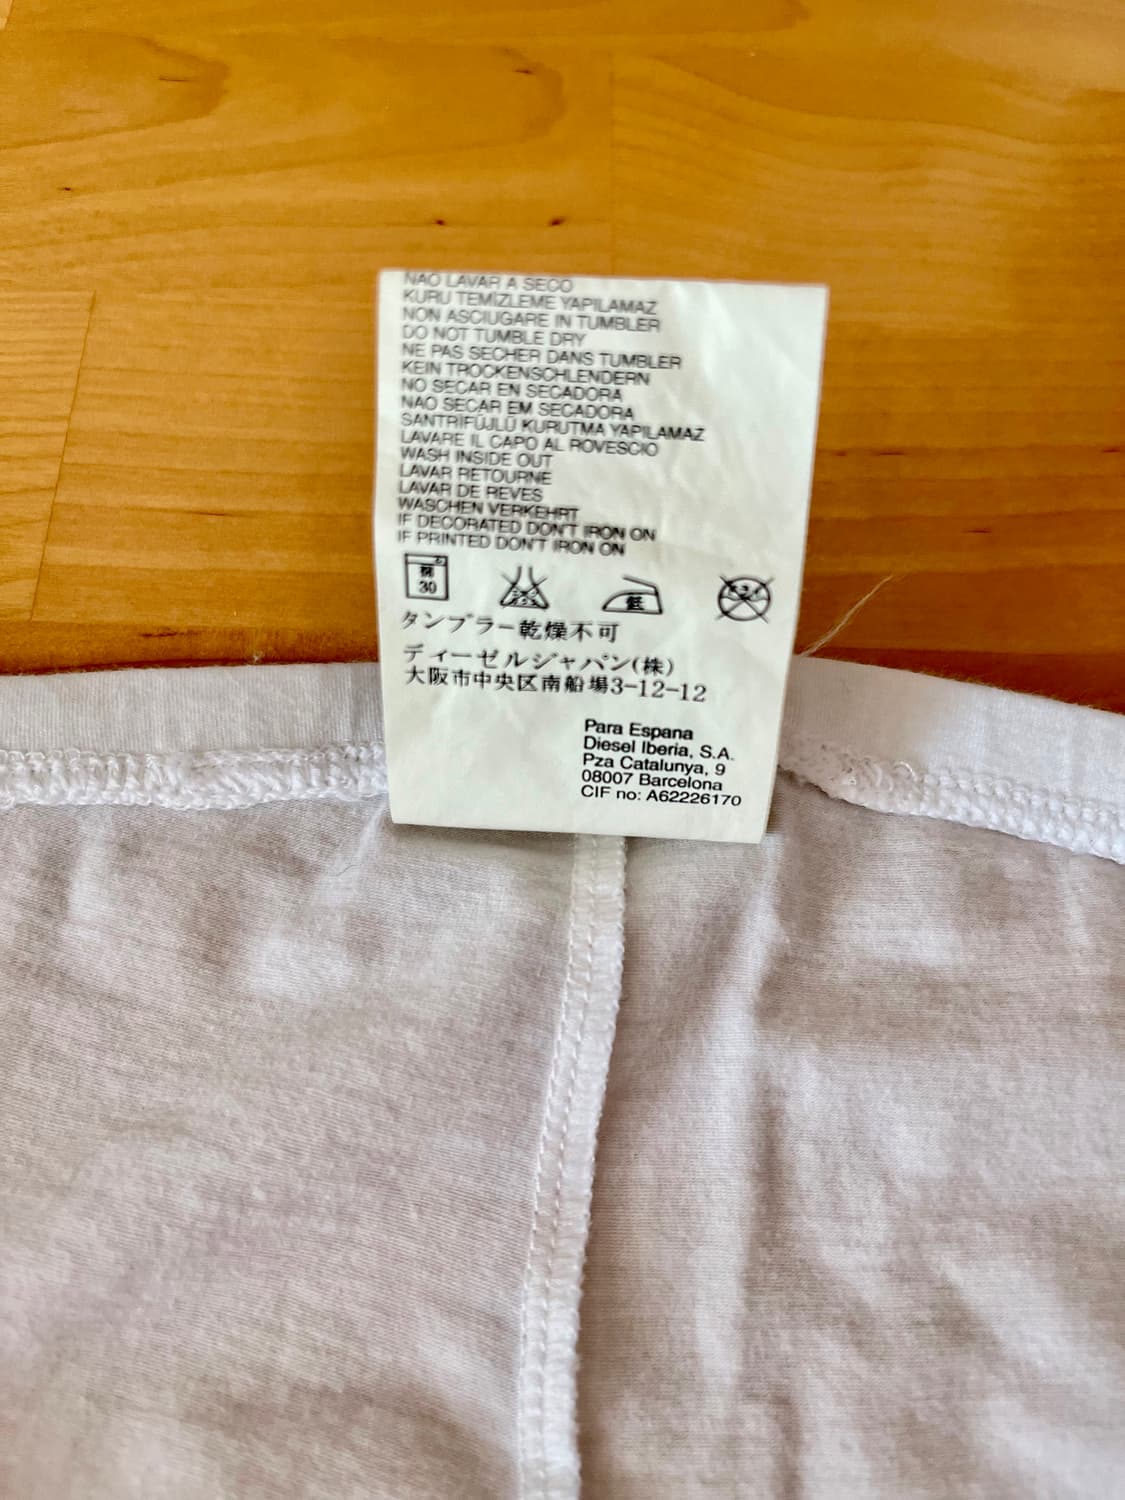 NAO LAVAR A SECO
KURU TEMİZLEME YAPILAMAZ
NON ASCIUGARE IN TUMBLER
DO NOT TUMBLE DRY
NE PAS SECHER DANS TUMBLER
KEIN TROCKENSCHLENDERN
NO SECAR EN SECADORA
NAO SECAR EM SECADORA
SANTRİFÜJLÜ KURUTMA YAPILAMAZ
LAVARE IL CAPO AL ROVESCIO
WASH INSIDE OUT
LAVAR RETOURNE
LAVAR DE REVES
WASCHEN VERKEHRT
IF DECORATED DON'T IRON ON
IF PRINTED DON'T IRON ON
30 低
タンブラー乾燥不可
ディーゼルジャパン(株)
大阪市中央区南船場3-12-12
Para Espana
Diesel Iberia, S.A.
Pza Catalunya, 9
08007 Barcelona
CIF no: A62226170